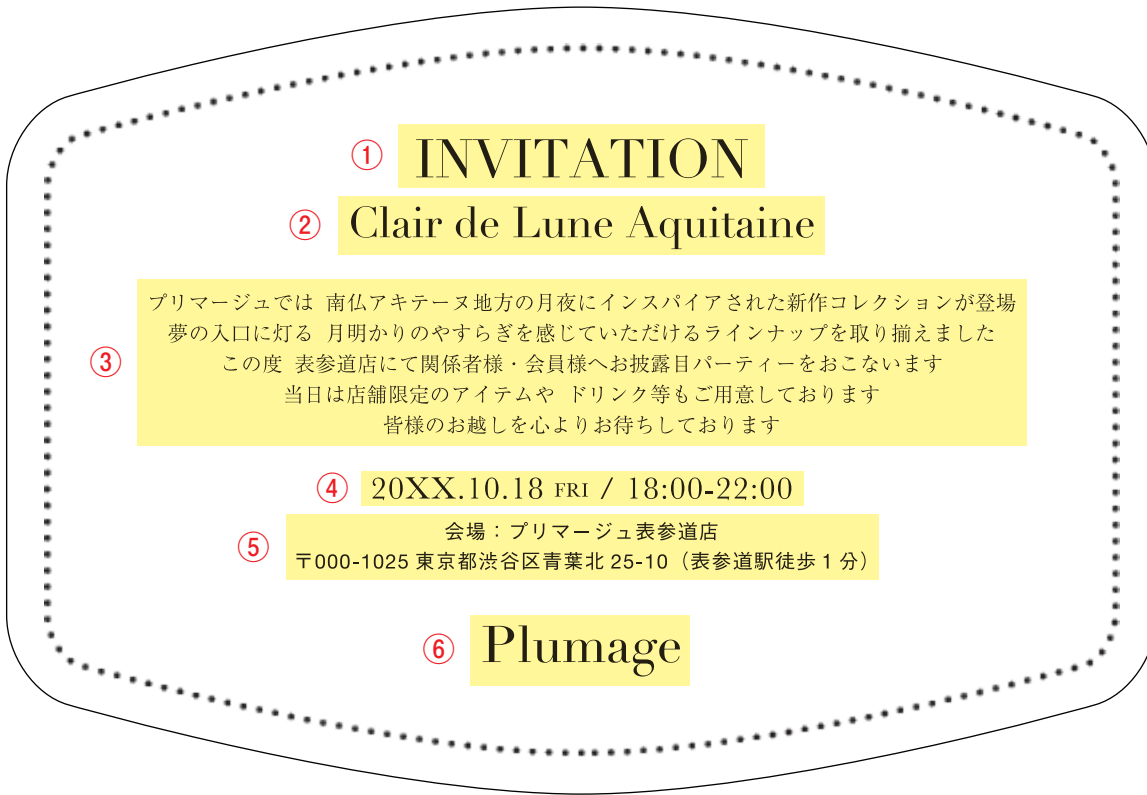 ① INVITATION
② Clair de Lune Aquitaine
③
プリマージュでは 南仏アキテーヌ地方の月夜にインスパイアされた新作コレクションが登場
夢の入口に灯る 月明かりのやすらぎを感じていただけるラインナップを取り揃えました
この度 表参道店にて関係者様・会員様へお披露目パーティーをおこないます
当日は店舗限定のアイテムや ドリンク等もご用意しております
皆様のお越しを心よりお待ちしております
④ 20XX.10.18 FRI / 18:00-22:00
⑤
会場：プリマージュ表参道店
〒000-1025 東京都渋谷区青葉北 25-10（表参道駅徒歩 1 分）
⑥ Plumage